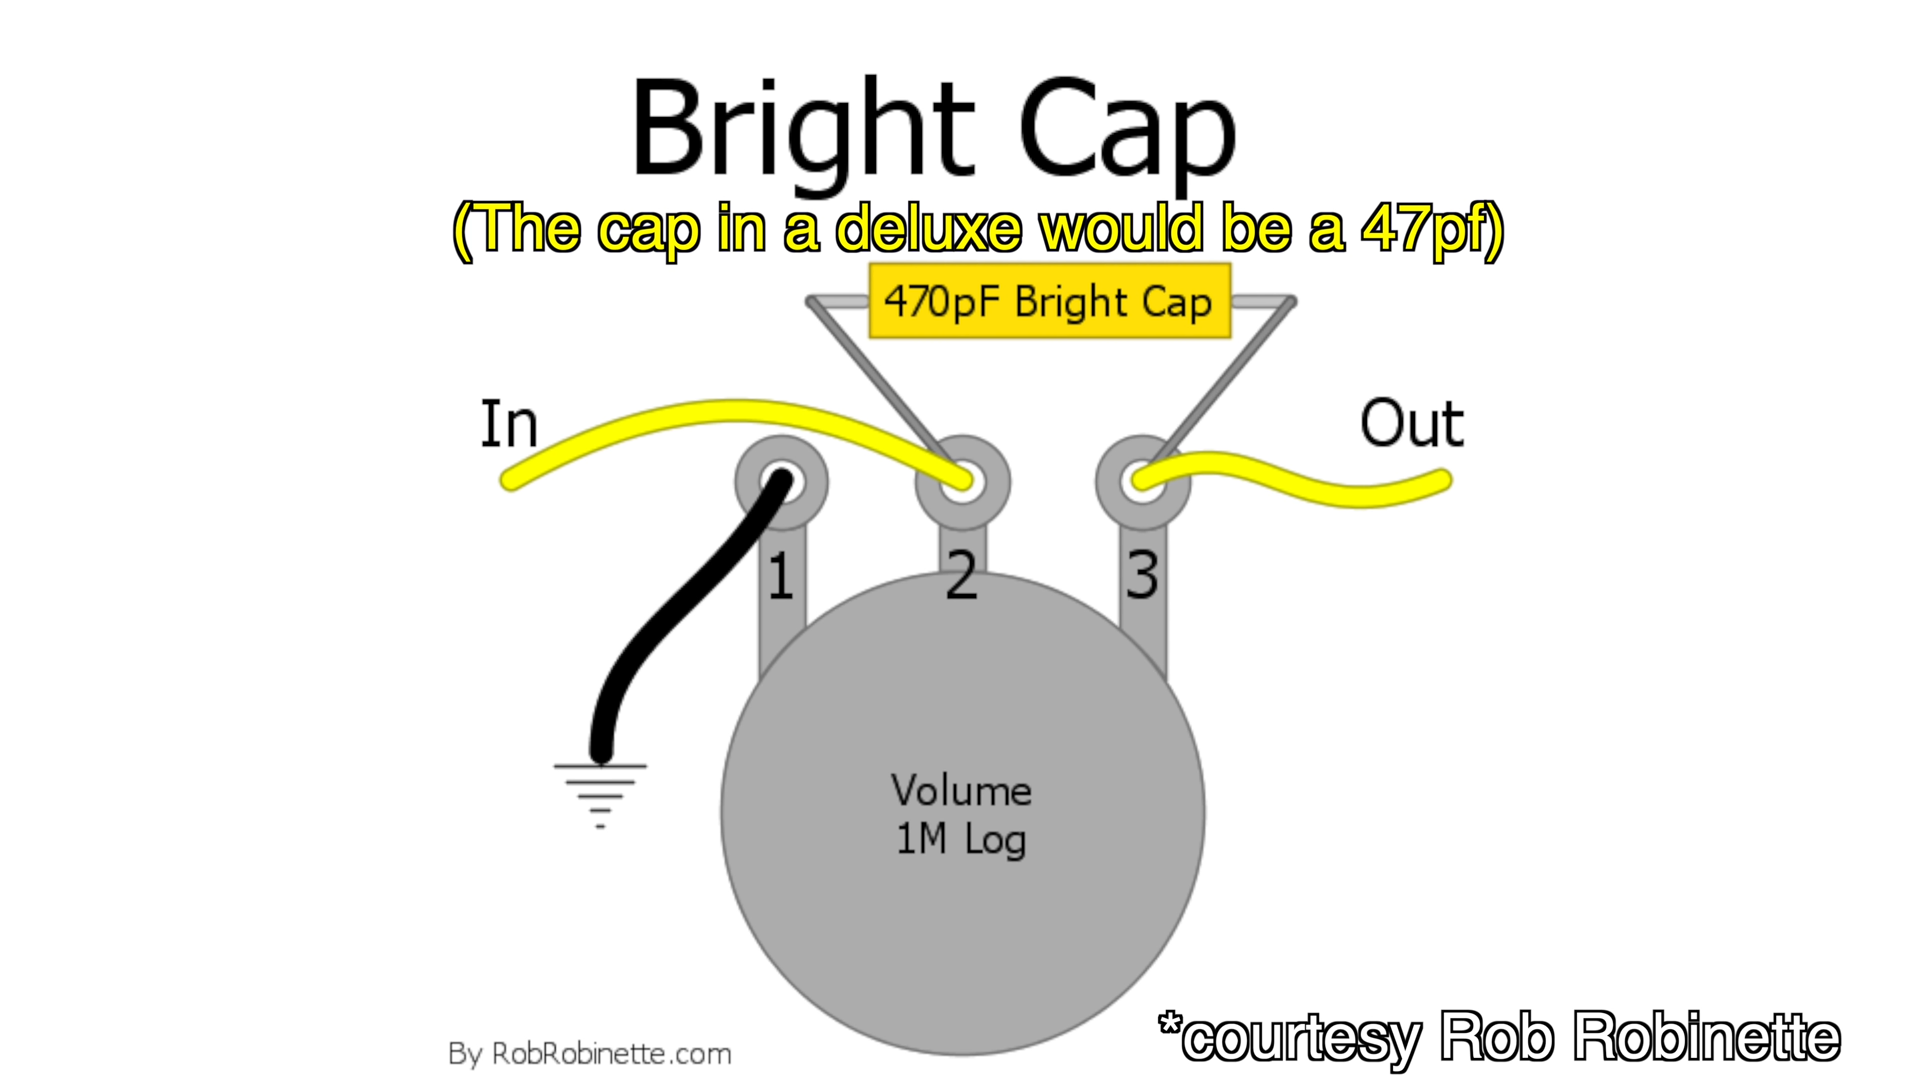 Bright Cap
(The cap in a deluxe would be a 47pf)
470pF Bright Cap
In
Out
1
2
3
Volume
1M Log
By RobRobinette.com
*courtesy Rob Robinette